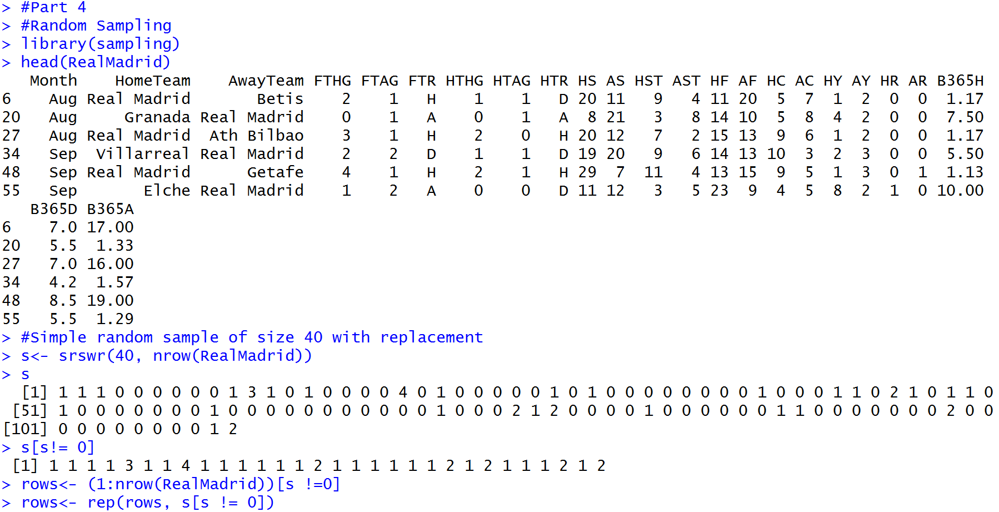 > #Part 4
> #Random Sampling
> library(sampling)
> head(RealMadrid)
   Month    HomeTeam    AwayTeam FTHG FTAG FTR HTHG HTAG HTR HS AS HST AST HF AF HC AC HY AY HR AR B365H
6    Aug Real Madrid       Betis    2    1   H    1    1   D 20 11   9   4 11 20  5  7  1  2  0  0  1.17
20   Aug     Granada Real Madrid    0    1   A    0    1   A  8 21   3   8 14 10  5  8  4  2  0  0  7.50
27   Aug Real Madrid  Ath Bilbao    3    1   H    2    0   H 20 12   7   2 15 13  9  6  1  2  0  0  1.17
34   Sep  Villarreal Real Madrid    2    2   D    1    1   D 19 20   9   6 14 13 10  3  2  3  0  0  5.50
48   Sep Real Madrid      Getafe    4    1   H    2    1   H 29  7  11   4 13 15  9  5  1  3  0  1  1.13
55   Sep       Elche Real Madrid    1    2   A    0    0   D 11 12   3   5 23  9  4  5  8  2  1  0 10.00
   B365D B365A
6    7.0 17.00
20   5.5  1.33
27   7.0 16.00
34   4.2  1.57
48   8.5 19.00
55   5.5  1.29
> #Simple random sample of size 40 with replacement
> s<- srswr(40, nrow(RealMadrid))
> s
  [1] 1 1 1 0 0 0 0 0 0 1 3 1 0 1 0 0 0 0 4 0 1 0 0 0 0 0 1 0 1 0 0 0 0 0 0 0 0 1 0 0 0 1 1 0 2 1 0 1 1 0
 [51] 1 0 0 0 0 0 0 0 1 0 0 0 0 0 0 0 0 0 0 0 1 0 0 0 2 1 2 0 0 0 0 1 0 0 0 0 0 0 1 1 0 0 0 0 0 0 0 2 0 0
[101] 0 0 0 0 0 0 0 0 1 2
> s[s!= 0]
 [1] 1 1 1 1 3 1 1 4 1 1 1 1 1 1 2 1 1 1 1 1 1 2 1 2 1 1 1 2 1 2
> rows<- (1:nrow(RealMadrid))[s !=0]
> rows<- rep(rows, s[s != 0])